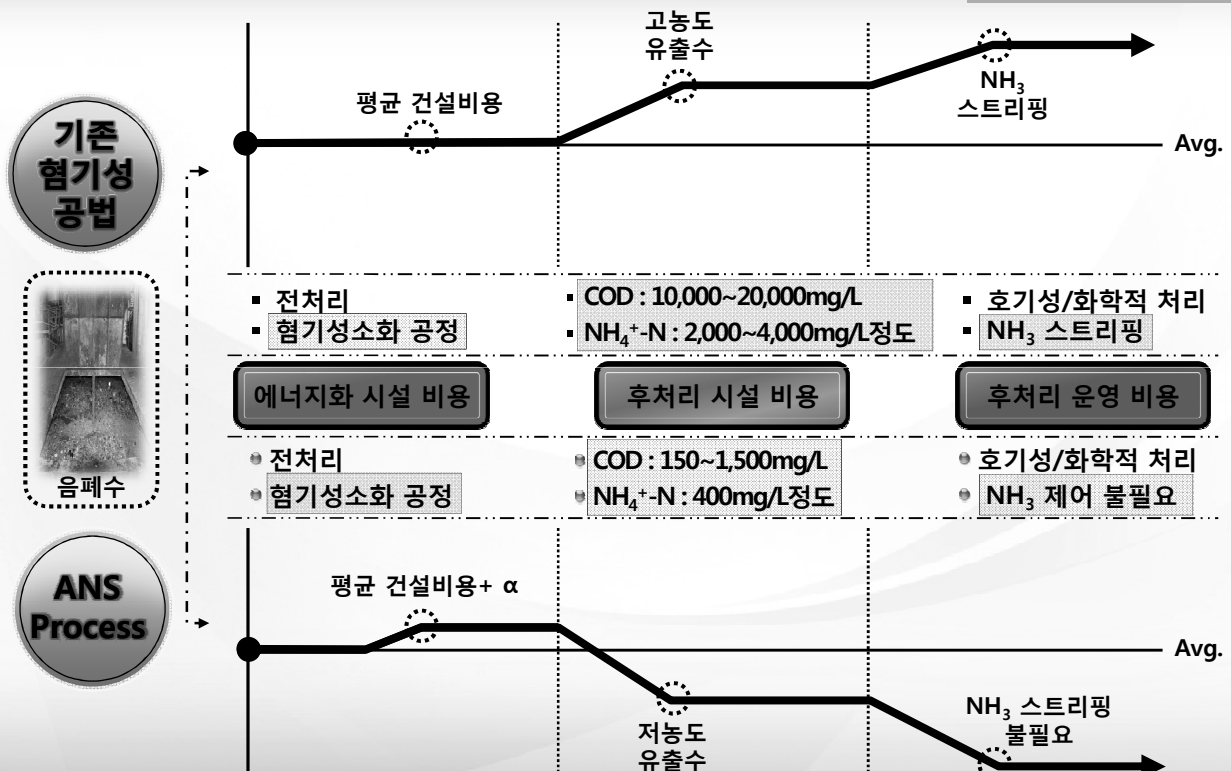 고농도
유출수
평균 건설비용
NH₃
스트리핑
기존
혐기성
공법
Avg.
▪ 전처리
▪ 혐기성소화 공정
▪ COD : 10,000~20,000mg/L
▪ NH₄⁺-N : 2,000~4,000mg/L정도
▪ 호기성/화학적 처리
▪ NH₃ 스트리핑
에너지화 시설 비용
후처리 시설 비용
후처리 운영 비용
음폐수
전처리
혐기성소화 공정
COD : 150~1,500mg/L
NH₄⁺-N : 400mg/L정도
호기성/화학적 처리
NH₃ 제어 불필요
ANS
Process
평균 건설비용+ α
Avg.
저농도
유출수
NH₃ 스트리핑
불필요